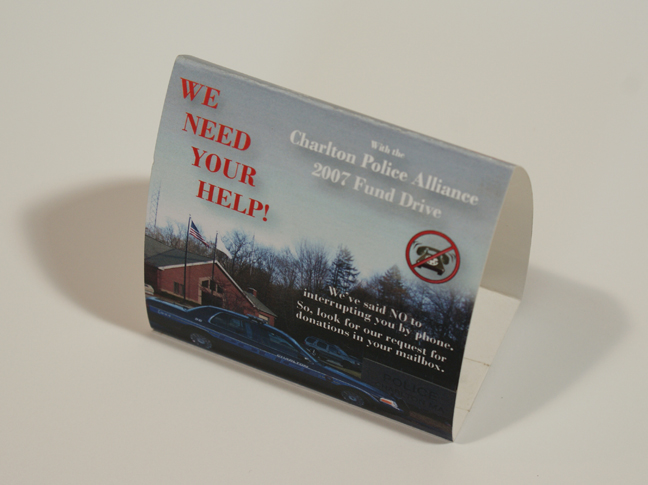 WE
NEED
YOUR
HELP!
With the
Charlton Police Alliance
2007 Fund Drive
We've said NO to
interrupting you by phone.
So, look for our request for
donations in your mailbox.
POLICE